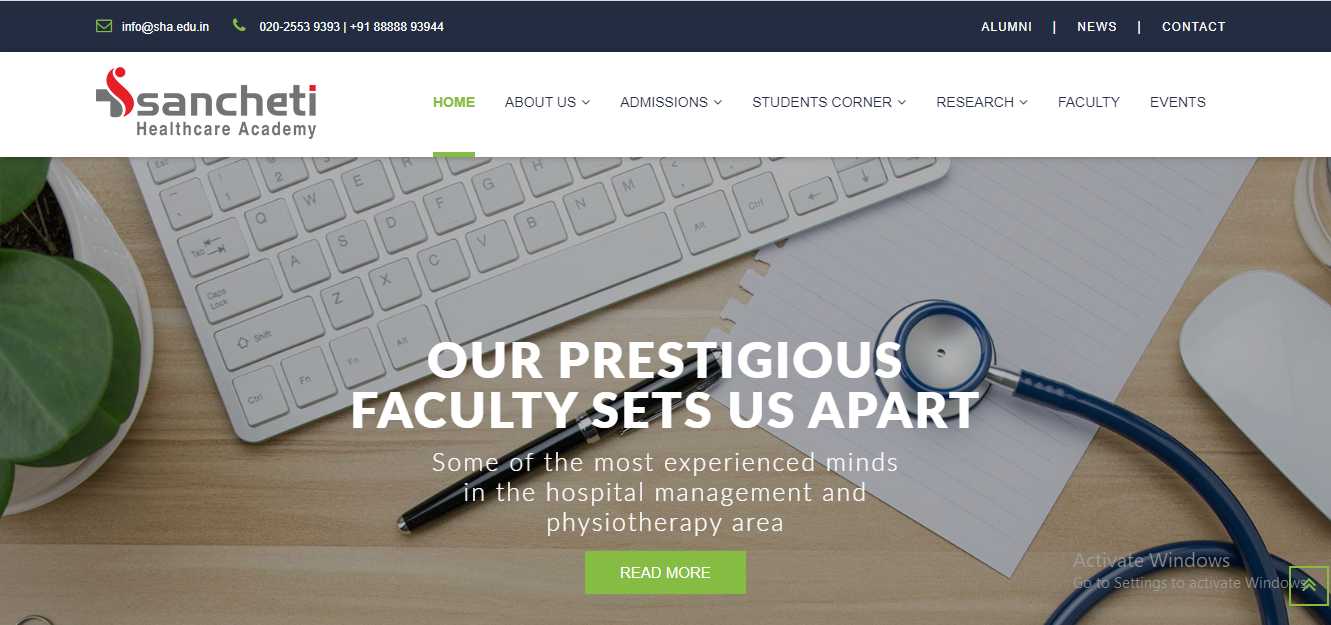 info@sha.edu.in 020-2553 9393 | +91 88888 93944 ALUMNI | NEWS | CONTACT
sancheti
Healthcare Academy
HOME ABOUT US ADMISSIONS STUDENTS CORNER RESEARCH FACULTY EVENTS
OUR PRESTIGIOUS
FACULTY SETS US APART
Some of the most experienced minds
in the hospital management and
physiotherapy area
READ MORE
Activate Windows
Go to Settings to activate Windows.